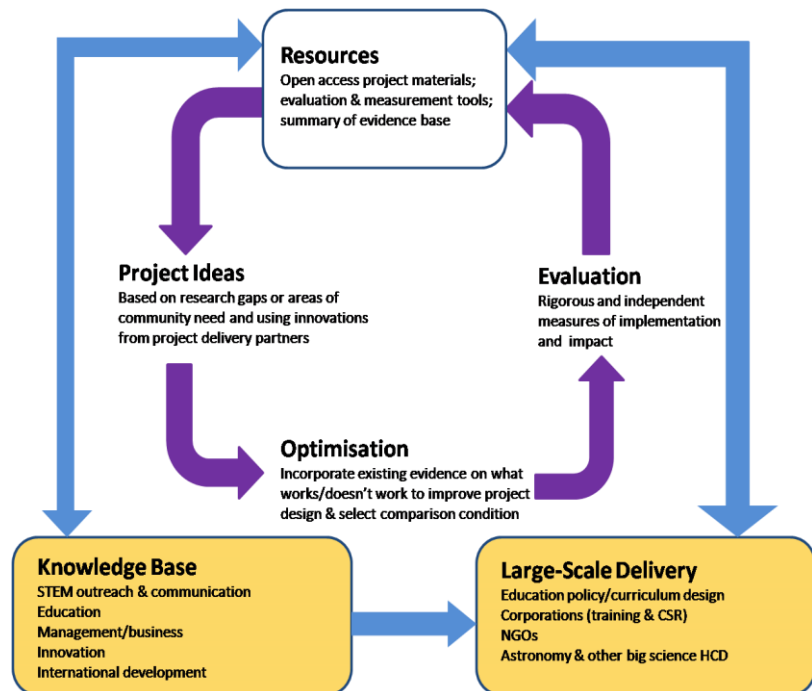 Resources
Open access project materials;
evaluation & measurement tools;
summary of evidence base
Project Ideas
Based on research gaps or areas of
community need and using innovations
from project delivery partners
Evaluation
Rigorous and independent
measures of implementation
and impact
Optimisation
Incorporate existing evidence on what
works/doesn't work to improve project
design & select comparison condition
Knowledge Base
STEM outreach & communication
Education
Management/business
Innovation
International development
Large-Scale Delivery
Education policy/curriculum design
Corporations (training & CSR)
NGOs
Astronomy & other big science HCD